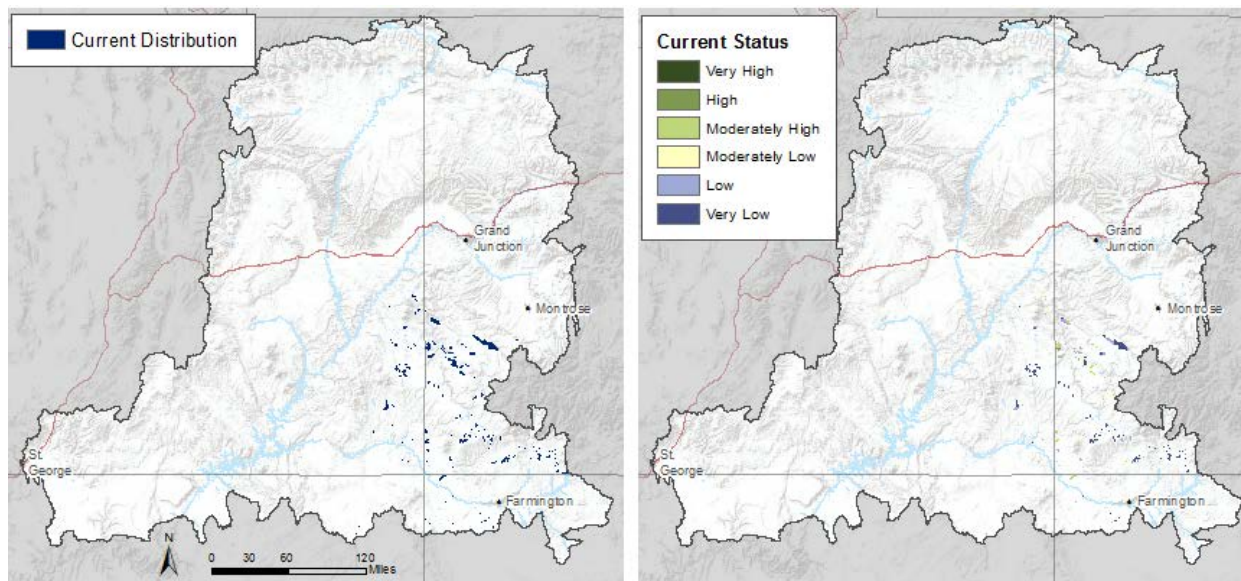 Current Distribution
Grand
Junction
Montrose
St.
George
Farmington
N
0 30 60 120
Miles
Current Status
Very High
High
Moderately High
Moderately Low
Low
Very Low
Grand
Junction
Montrose
St.
George
Farmington